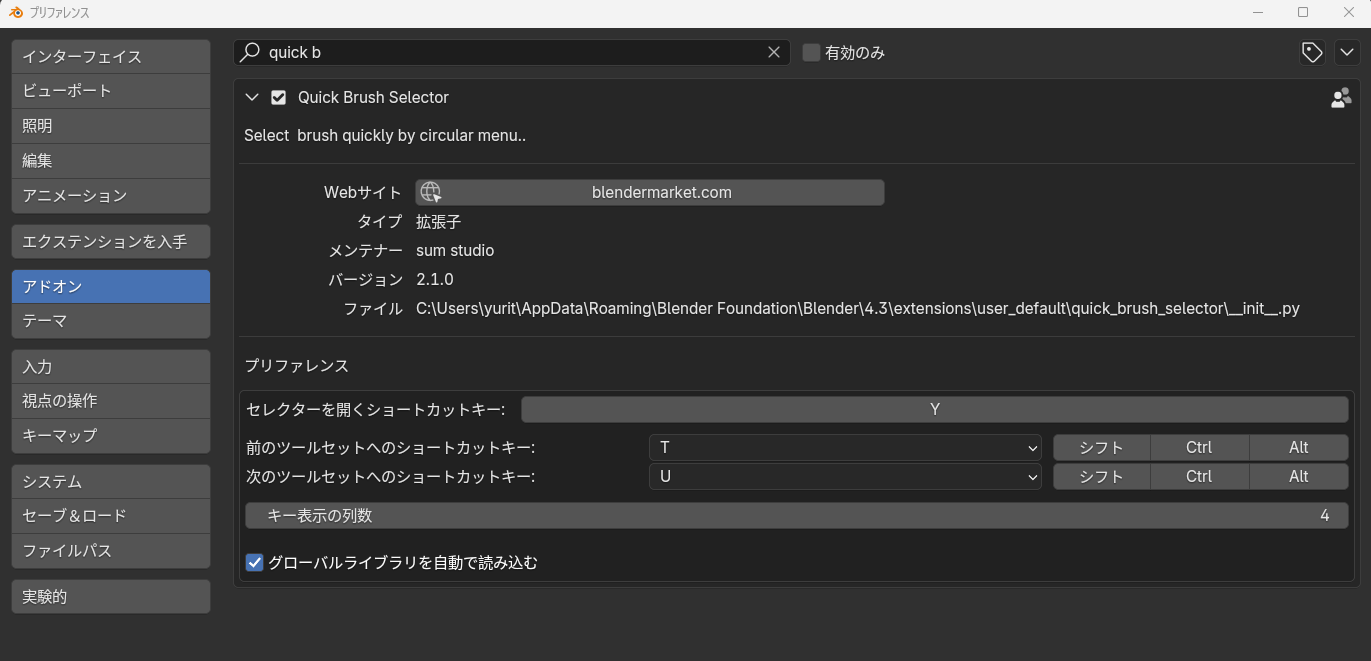 プリファレンス
インターフェイス
ビューポート
照明
編集
アニメーション
エクステンションを入手
アドオン
テーマ
入力
視点の操作
キーマップ
システム
セーブ＆ロード
ファイルパス
実験的
quick b
有効のみ
Quick Brush Selector
Select  brush quickly by circular menu..
Webサイト blendermarket.com
タイプ 拡張子
メンテナー sum studio
バージョン 2.1.0
ファイル C:\Users\yurit\AppData\Roaming\Blender Foundation\Blender\4.3\extensions\user_default\quick_brush_selector\__init__.py
プリファレンス
セレクターを開くショートカットキー: Y
前のツールセットへのショートカットキー: T シフト Ctrl Alt
次のツールセットへのショートカットキー: U シフト Ctrl Alt
キー表示の列数 4
グローバルライブラリを自動で読み込む